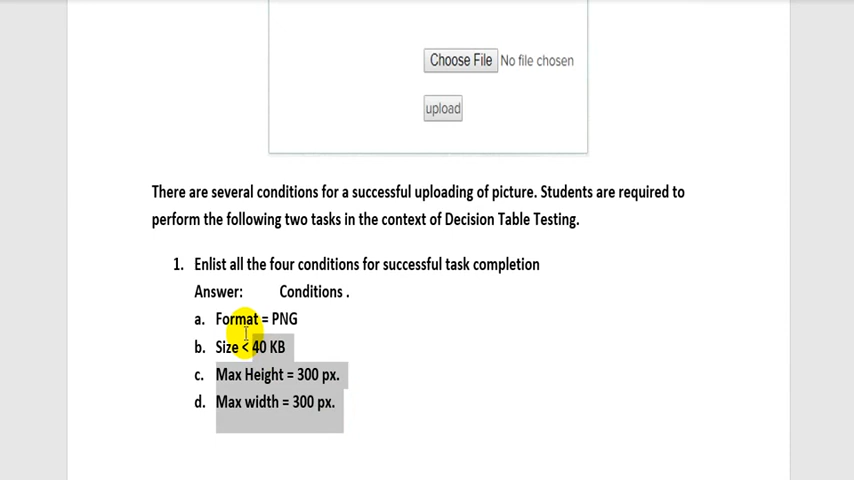 Choose File No file chosen
upload
There are several conditions for a successful uploading of picture. Students are required to
perform the following two tasks in the context of Decision Table Testing.
1. Enlist all the four conditions for successful task completion
Answer: Conditions .
a. Format = PNG
b. Size < 40 KB
c. Max Height = 300 px.
d. Max width = 300 px.